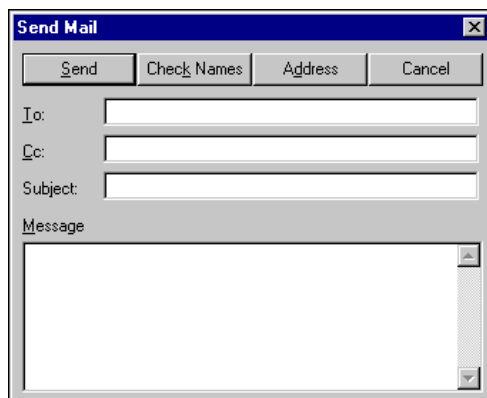 Send Mail
Send Check Names Address Cancel
To:
Cc:
Subject:
Message